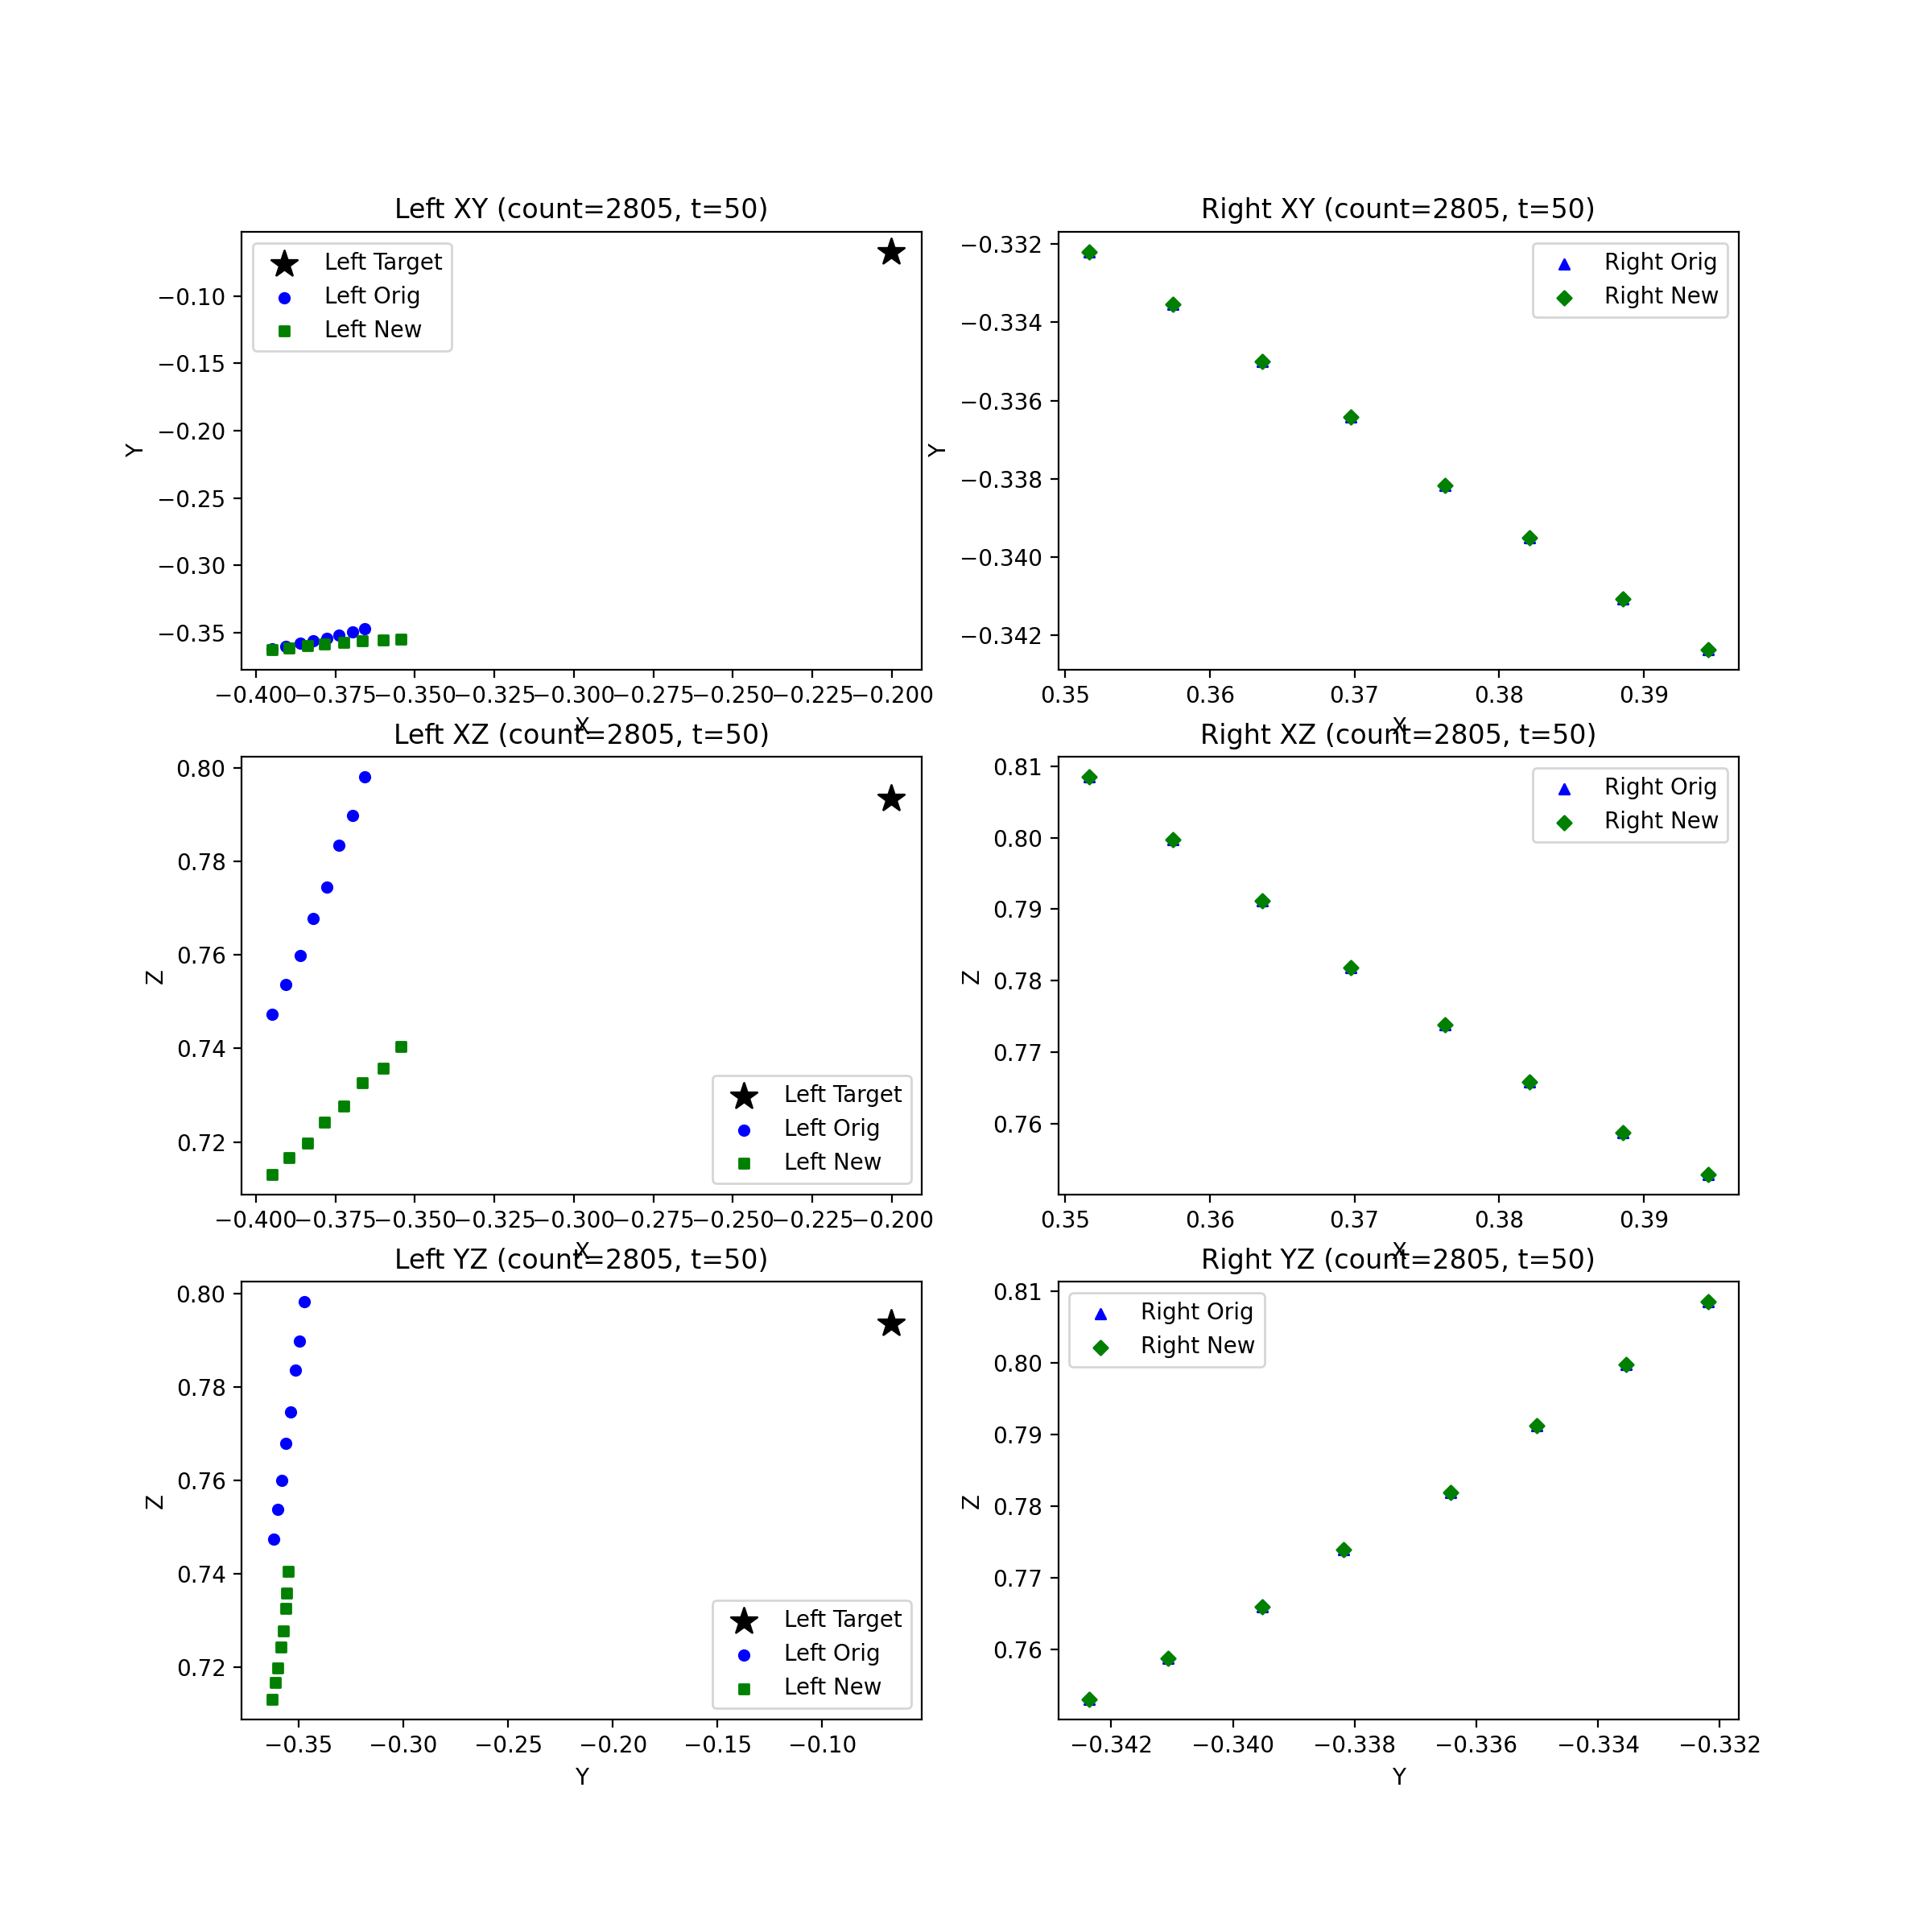 Left XY (count=2805, t=50)
Left Target
Left Orig
Left New
−0.10
−0.15
−0.20
−0.25
−0.30
−0.35
Y
−0.400 −0.375 −0.350 −0.325 −0.300 −0.275 −0.250 −0.225 −0.200
X
Right XY (count=2805, t=50)
Right Orig
Right New
−0.332
−0.334
−0.336
−0.338
−0.340
−0.342
Y
0.35 0.36 0.37 0.38 0.39
X
Left XZ (count=2805, t=50)
0.80
0.78
0.76
0.74
0.72
Z
Left Target
Left Orig
Left New
−0.400 −0.375 −0.350 −0.325 −0.300 −0.275 −0.250 −0.225 −0.200
X
Right XZ (count=2805, t=50)
Right Orig
Right New
0.81
0.80
0.79
0.78
0.77
0.76
Z
0.35 0.36 0.37 0.38 0.39
X
Left YZ (count=2805, t=50)
0.80
0.78
0.76
0.74
0.72
Z
Left Target
Left Orig
Left New
−0.35 −0.30 −0.25 −0.20 −0.15 −0.10
Y
Right YZ (count=2805, t=50)
Right Orig
Right New
0.81
0.80
0.79
0.78
0.77
0.76
Z
−0.342 −0.340 −0.338 −0.336 −0.334 −0.332
Y